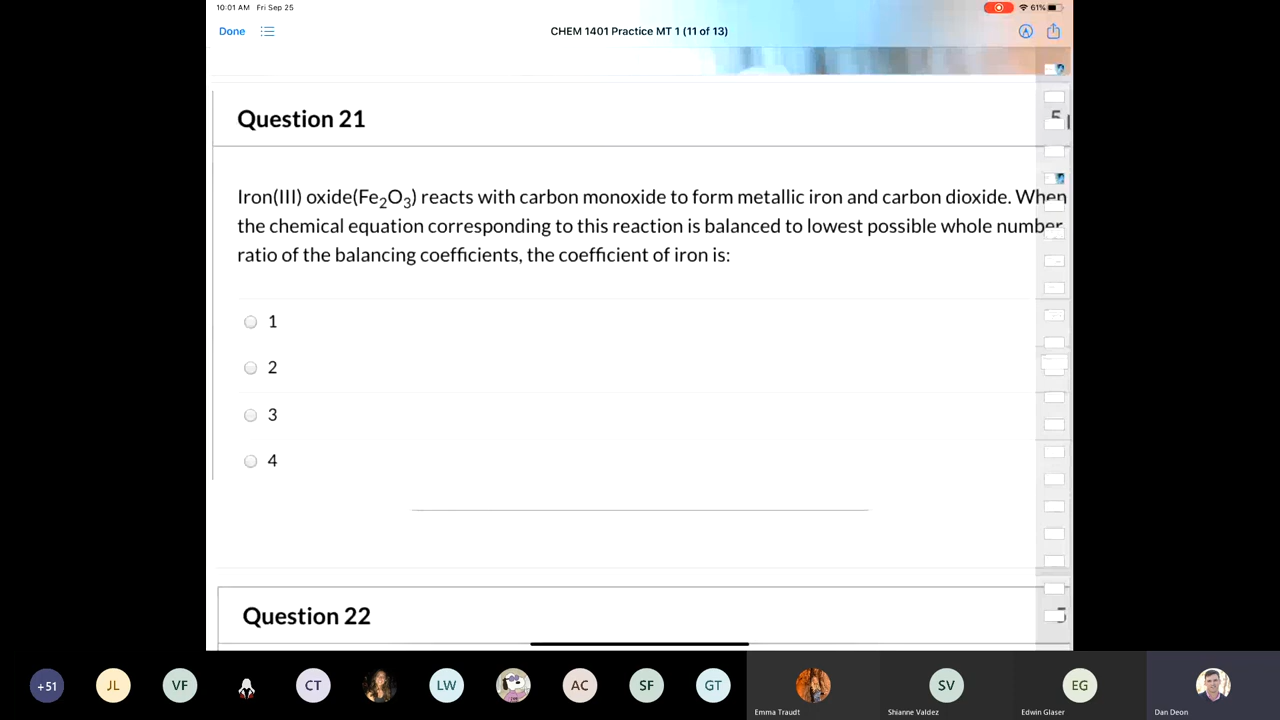 10:01 AM Fri Sep 25
61%
Done
CHEM 1401 Practice MT 1 (11 of 13)
Question 21
5
Iron(III) oxide(Fe₂O₃) reacts with carbon monoxide to form metallic iron and carbon dioxide. When
the chemical equation corresponding to this reaction is balanced to lowest possible whole number
ratio of the balancing coefficients, the coefficient of iron is:
1
2
3
4
Question 22
5
+51
JL
VF
CT
LW
AC
SF
GT
SV
EG
Emma Traudt
Shianne Valdez
Edwin Glaser
Dan Deon